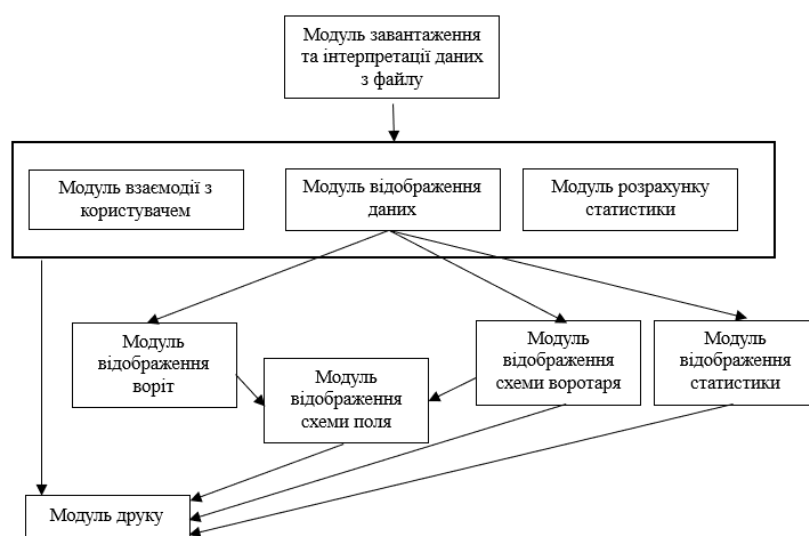 Модуль завантаження
та інтерпретації даних
з файлу
Модуль взаємодії з
користувачем
Модуль відображення
даних
Модуль розрахунку
статистики
Модуль
відображення
воріт
Модуль
відображення
схеми поля
Модуль
відображення
схеми воротаря
Модуль
відображення
статистики
Модуль друку